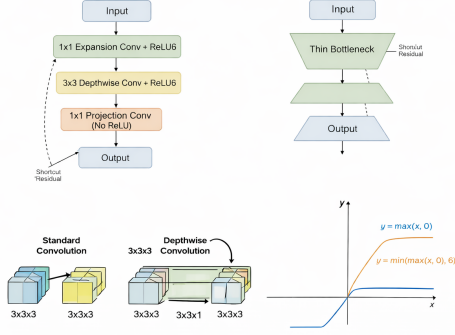 Input
1x1 Expansion Conv + ReLU6
3x3 Depthwise Conv + ReLU6
1x1 Projection Conv
(No ReLU)
Output
Shortcut
Residual
Input
Thin Bottleneck
Residual
Output
Standard
Convolution
3x3x3
3x3x3
3x3x3
Depthwise
Convolution
3x3x3
3x3x1
3x3x3
y
y = max(x, 0)
y = min(max(x, 0), 6)
x